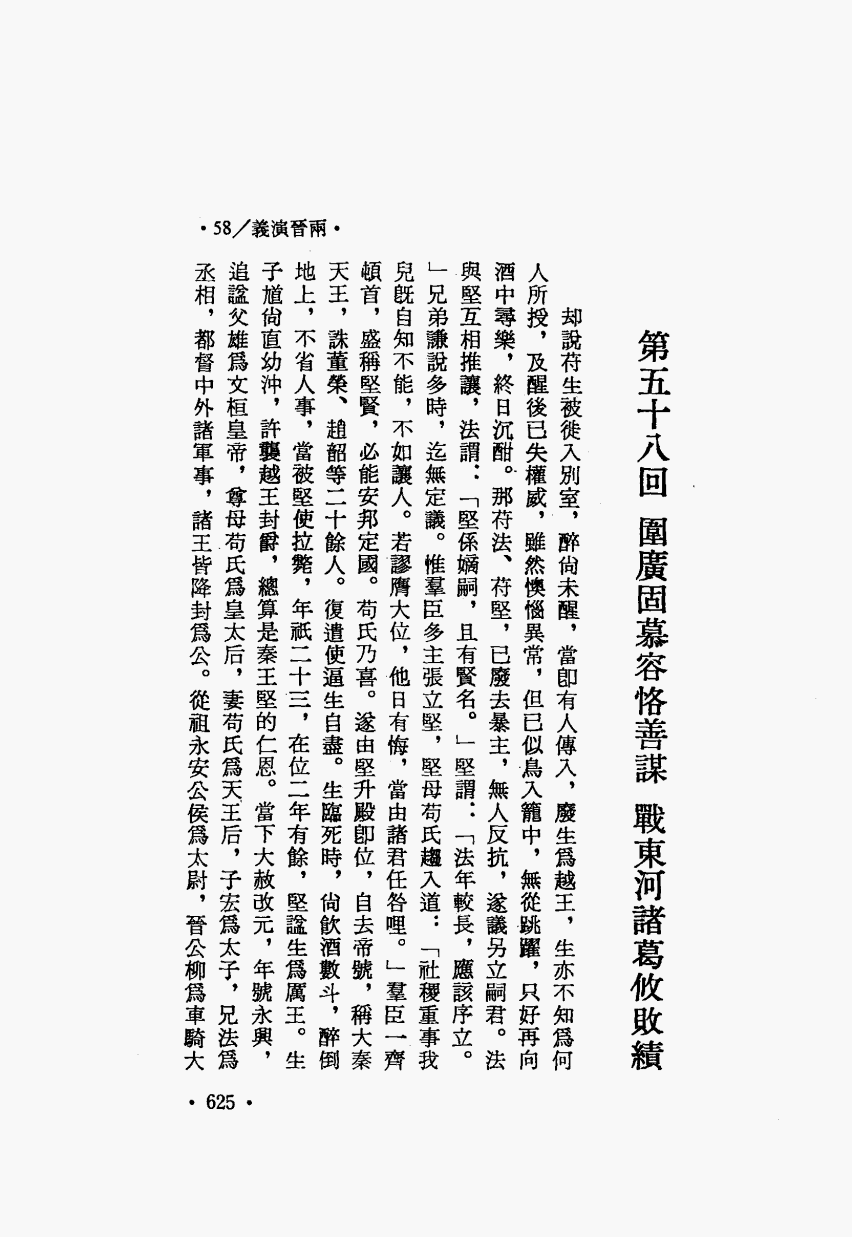 ·58/義演晉兩·
第五十八回 圍廣固慕容恪善謀 戰東河諸葛攸敗績
却說苻生被徙入別室，醉尙未醒，當卽有人傳入，廢生爲越王，生亦不知爲何
人所授，及醒後已失權威，雖然懊惱異常，但已似鳥入籠中，無從跳躍，只好再向
酒中尋樂，終日沉酣。那苻法、苻堅，已廢去暴主，無人反抗，遂議另立嗣君。法
與堅互相推讓，法謂：「堅係嫡嗣，且有賢名。」堅謂：「法年較長，應該序立。
」兄弟謙說多時，迄無定議。惟羣臣多主張立堅，堅母苟氏趨入道：「社稷重事我
兒旣自知不能，不如讓人。若謬膺大位，他日有悔，當由諸君任咎哩。」羣臣一齊
頓首，盛稱堅賢，必能安邦定國。苟氏乃喜。遂由堅升殿卽位，自去帝號，稱大秦
天王，誅董榮、趙韶等二十餘人。復遣使逼生自盡。生臨死時，尙飮酒數斗，醉倒
地上，不省人事，當被堅使拉斃，年祇二十三，在位二年有餘，堅諡生爲厲王。生
子馗尙直幼沖，許襲越王封爵，總算是秦王堅的仁恩。當下大赦改元，年號永興，
追諡父雄爲文桓皇帝，尊母苟氏爲皇太后，妻苟氏爲天王后，子宏爲太子，兄法爲
丞相，都督中外諸軍事，諸王皆降封爲公。從祖永安公侯爲太尉，晉公柳爲車騎大
·625·